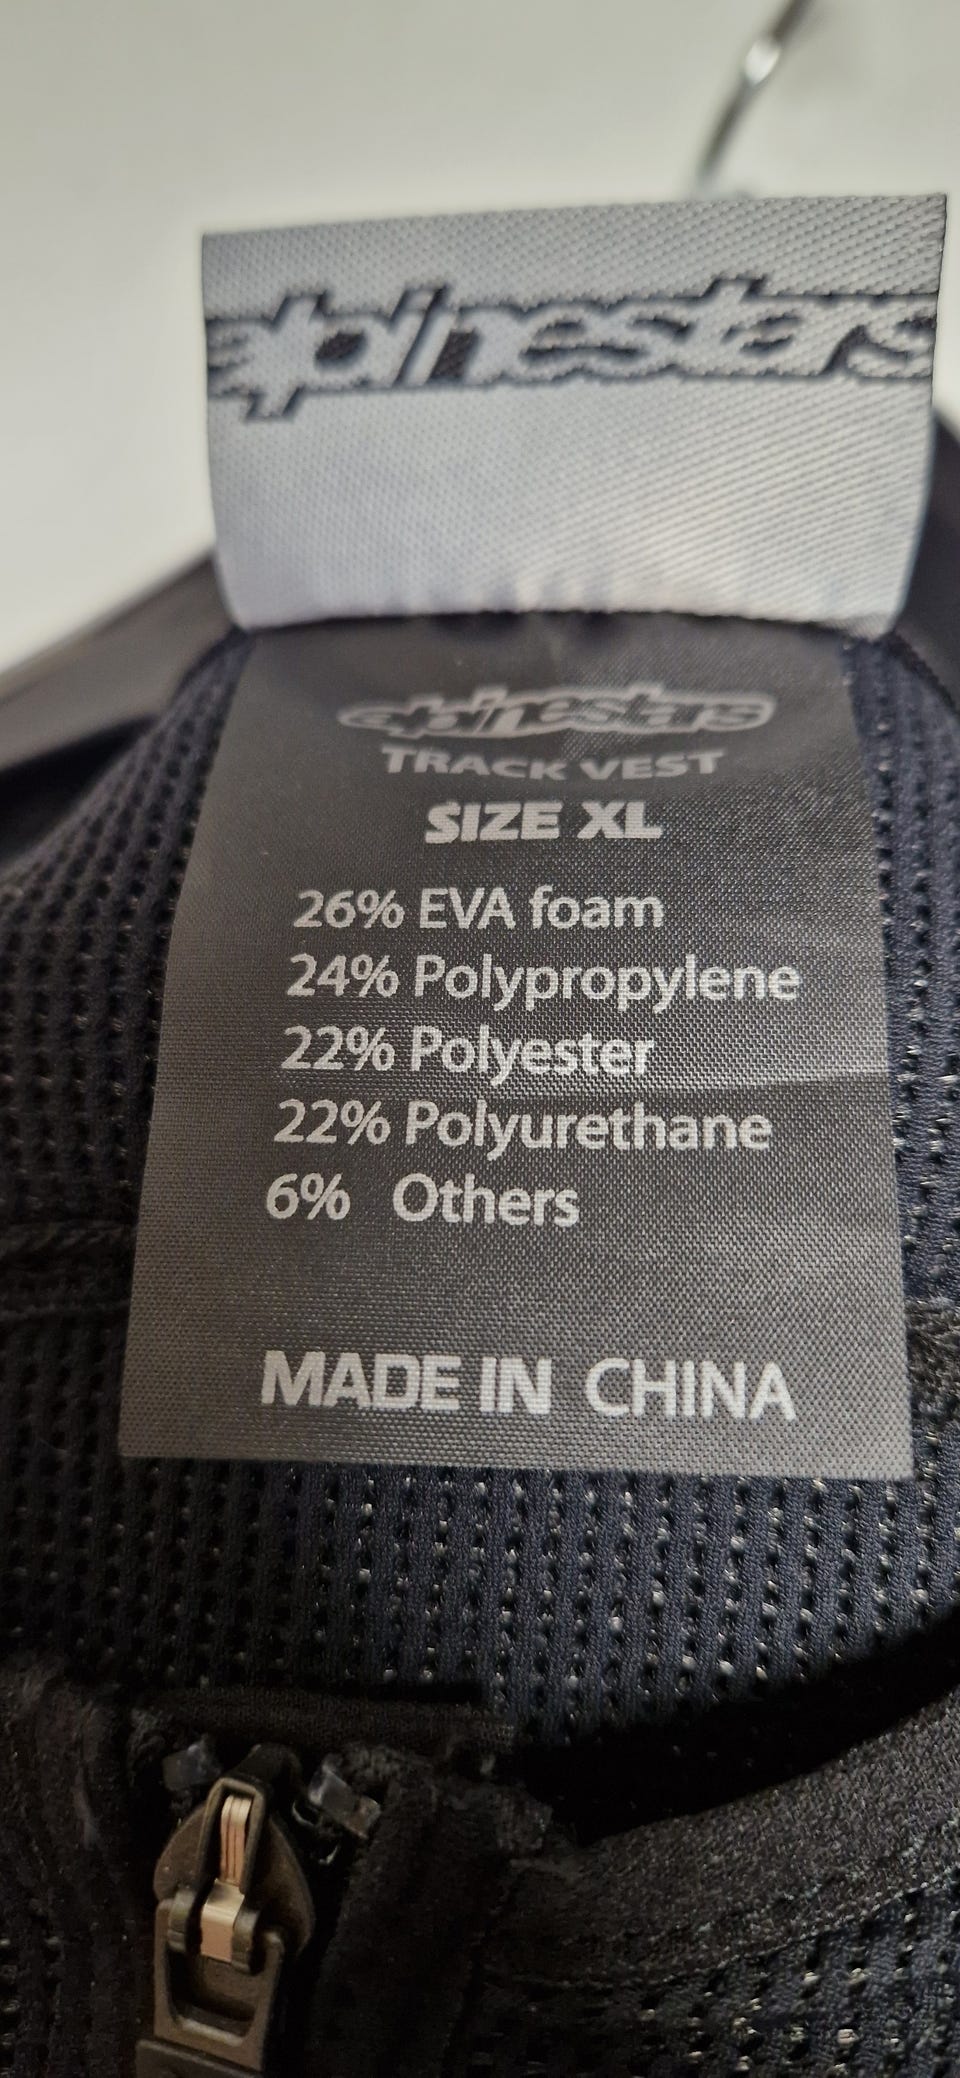 alpinestars
alpinestars
TRACK VEST
SIZE XL
26% EVA foam
24% Polypropylene
22% Polyester
22% Polyurethane
6% Others
MADE IN CHINA